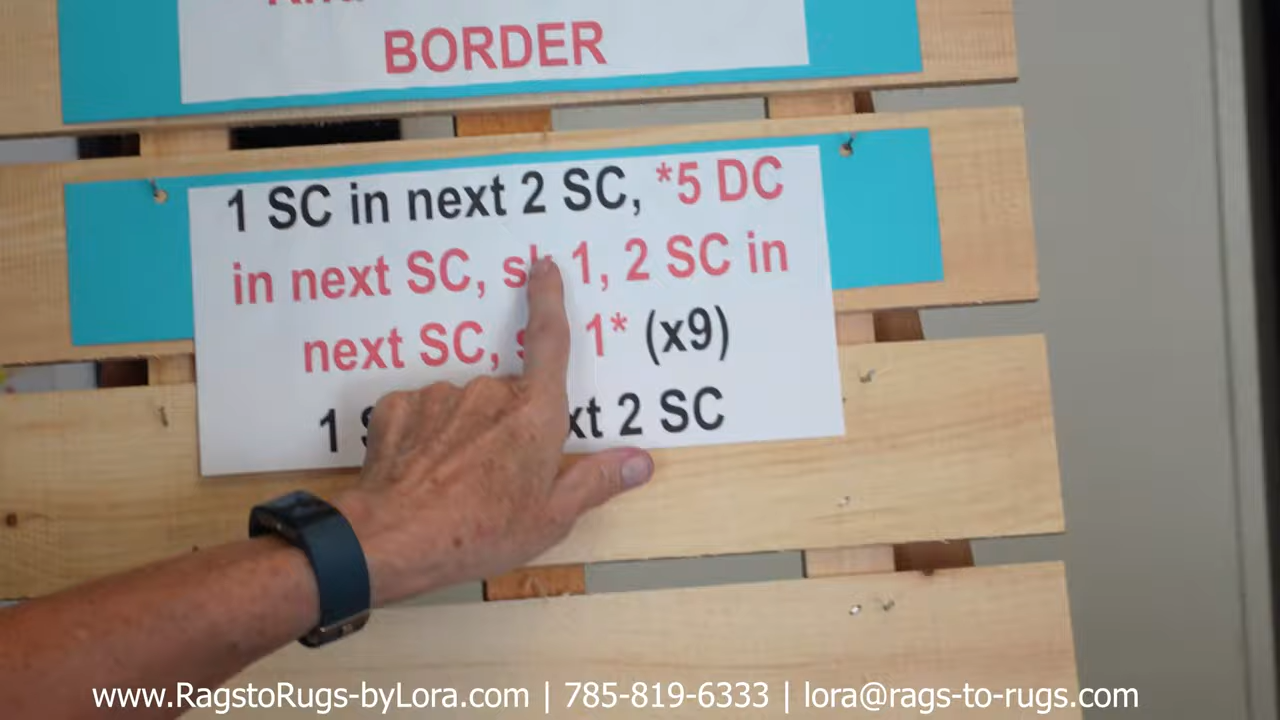 BORDER
1 SC in next 2 SC, *5 DC
in next SC, sk 1, 2 SC in
next SC, 1* (x9)
1 2 SC
www.RagstoRugs-byLora.com | 785-819-6333 | lora@rags-to-rugs.com